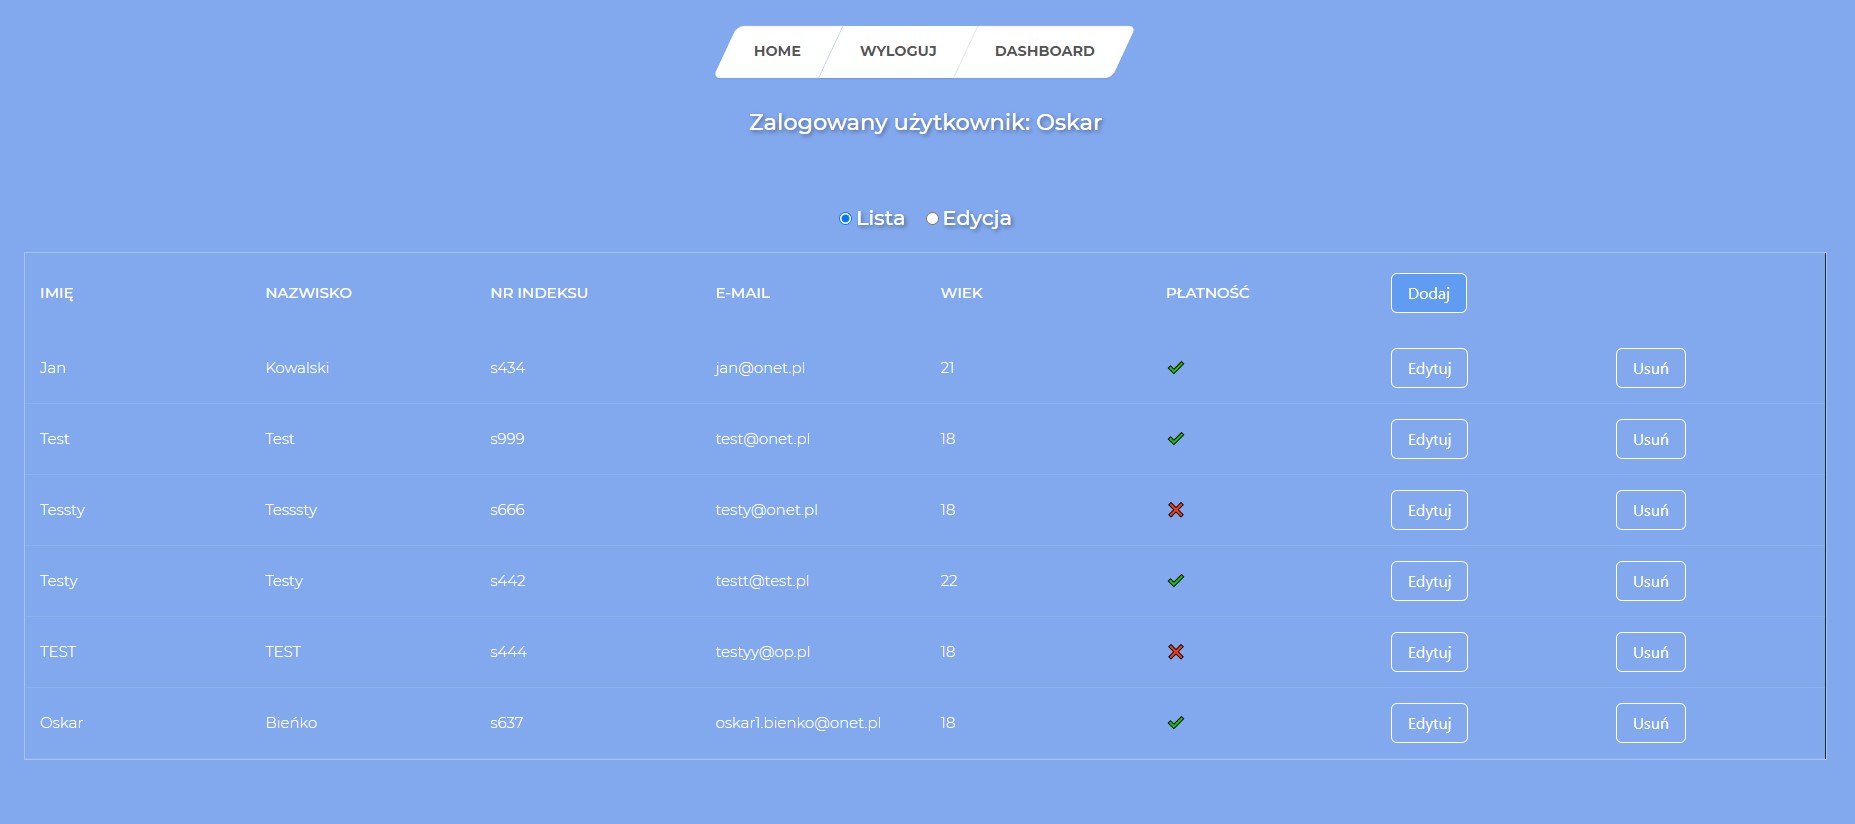 HOME WYLOGUJ DASHBOARD
Zalogowany użytkownik: Oskar
Lista Edycja
IMIĘ NAZWISKO NR INDEKSU E-MAIL WIEK PŁATNOŚĆ Dodaj
Jan Kowalski s434 jan@onet.pl 21 Edytuj Usuń
Test Test s999 test@onet.pl 18 Edytuj Usuń
Tessty Tesssty s666 testy@onet.pl 18 Edytuj Usuń
Testy Testy s442 testt@test.pl 22 Edytuj Usuń
TEST TEST s444 testyy@op.pl 18 Edytuj Usuń
Oskar Bieńko s637 oskar1.bienko@onet.pl 18 Edytuj Usuń